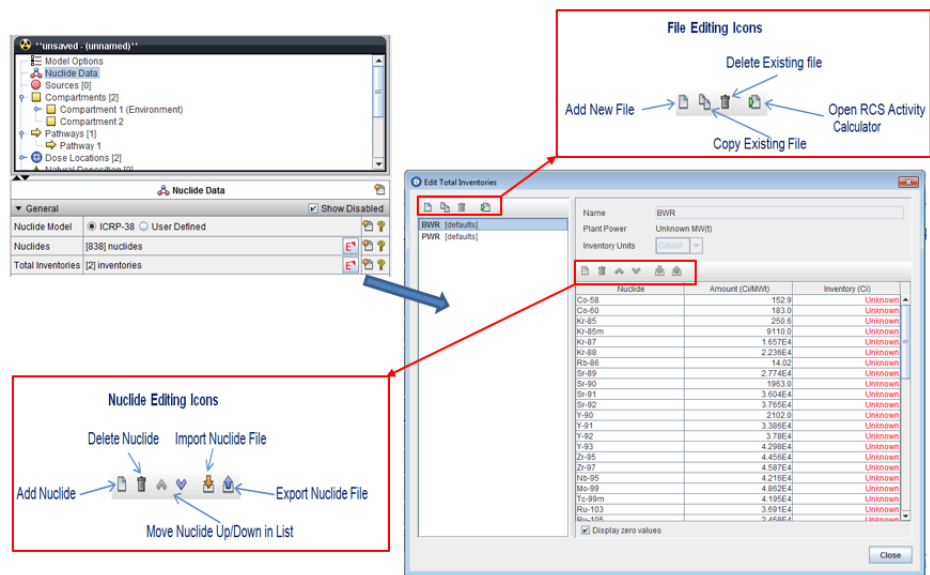 **unsaved - (unnamed)**
Model Options
Nuclide Data
Sources [0]
Compartments [2]
Compartment 1 (Environment)
Compartment 2
Pathways [1]
Pathway 1
Dose Locations [2]
Natural Deposition [0]
Nuclide Data
General
Show Disabled
Nuclide Model ICRP-38 User Defined
Nuclides [838] nuclides
Total Inventories [2] inventories
File Editing Icons
Delete Existing file
Add New File
Open RCS Activity
Calculator
Copy Existing File
Edit Total Inventories
BWR [defaults]
PWR [defaults]
Name BWR
Plant Power Unknown MW(t)
Inventory Units Ci/MWt
Nuclide Amount (Ci/MWt) Inventory (Ci)
Co-58 152.9 Unknown
Co-60 183.0 Unknown
Kr-85 250.6 Unknown
Kr-85m 9110.0 Unknown
Kr-87 1.657E4 Unknown
Kr-88 2.236E4 Unknown
Rb-86 14.02 Unknown
Sr-89 2.774E4 Unknown
Sr-90 1963.0 Unknown
Sr-91 3.604E4 Unknown
Sr-92 3.765E4 Unknown
Y-90 2102.0 Unknown
Y-91 3.386E4 Unknown
Y-92 3.78E4 Unknown
Y-93 4.298E4 Unknown
Zr-95 4.456E4 Unknown
Zr-97 4.587E4 Unknown
Nb-95 4.216E4 Unknown
Mo-99 4.862E4 Unknown
Tc-99m 4.195E4 Unknown
Ru-103 3.691E4 Unknown
Ru-105 2.458E4 Unknown
Display zero values
Close
Nuclide Editing Icons
Delete Nuclide Import Nuclide File
Add Nuclide
Export Nuclide File
Move Nuclide Up/Down in List